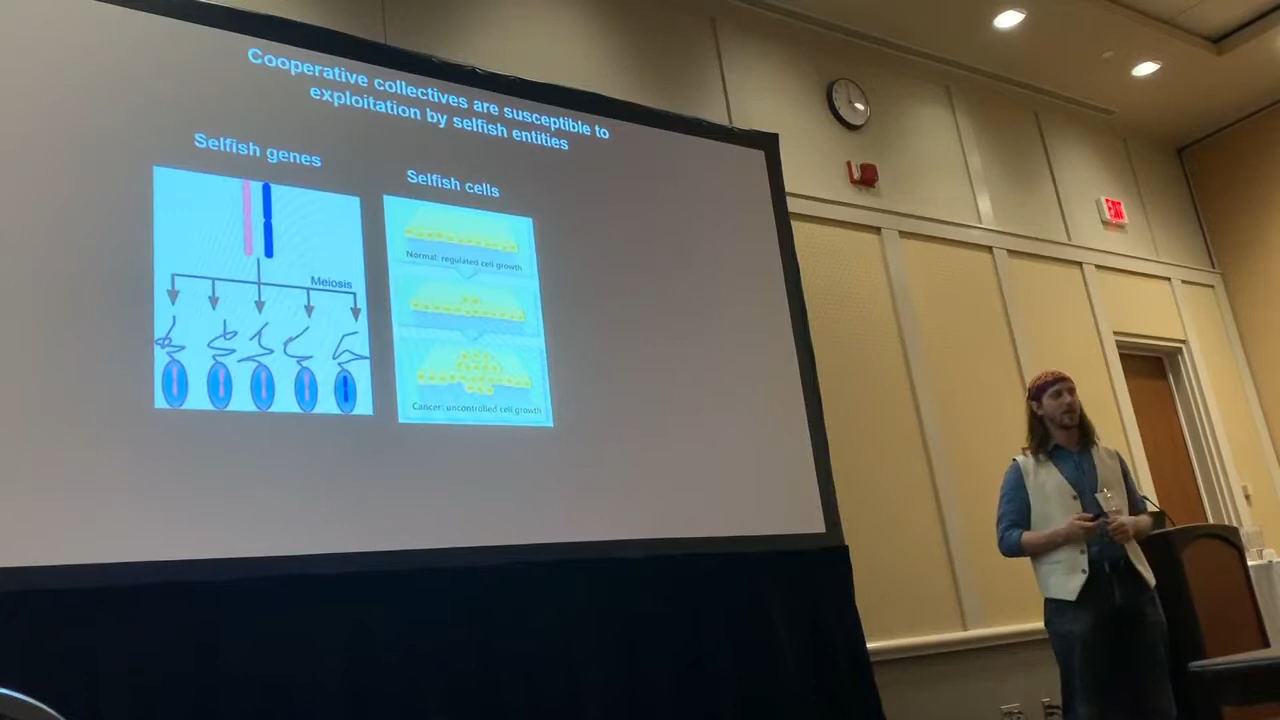 Cooperative collectives are susceptible to
exploitation by selfish entities
Selfish genes
Selfish cells
Meiosis
Normal: regulated cell growth
Cancer: uncontrolled cell growth
EXIT